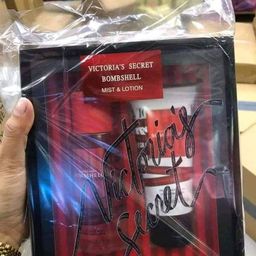 VICTORIA'S SECRET
BOMBSHELL
MIST & LOTION
Victoria's
Secret